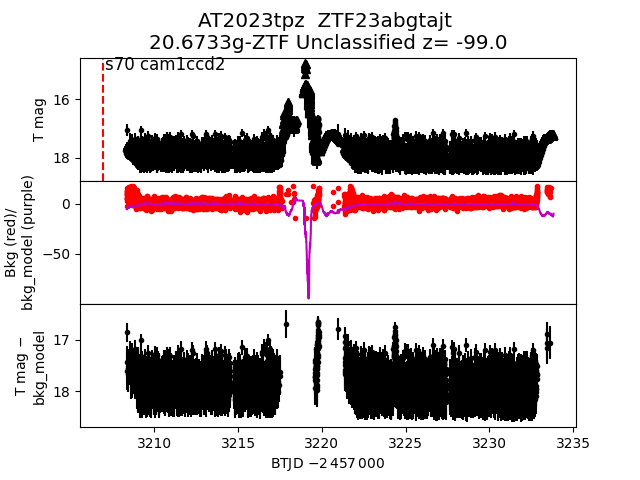 AT2023tpz  ZTF23abgtajt
20.6733g-ZTF Unclassified z= -99.0
s70 cam1ccd2
T mag
16
18
Bkg (red)/
bkg_model (purple)
0
−50
T mag −
bkg_model
17
18
3210 3215 3220 3225 3230 3235
BTJD −2 457 000